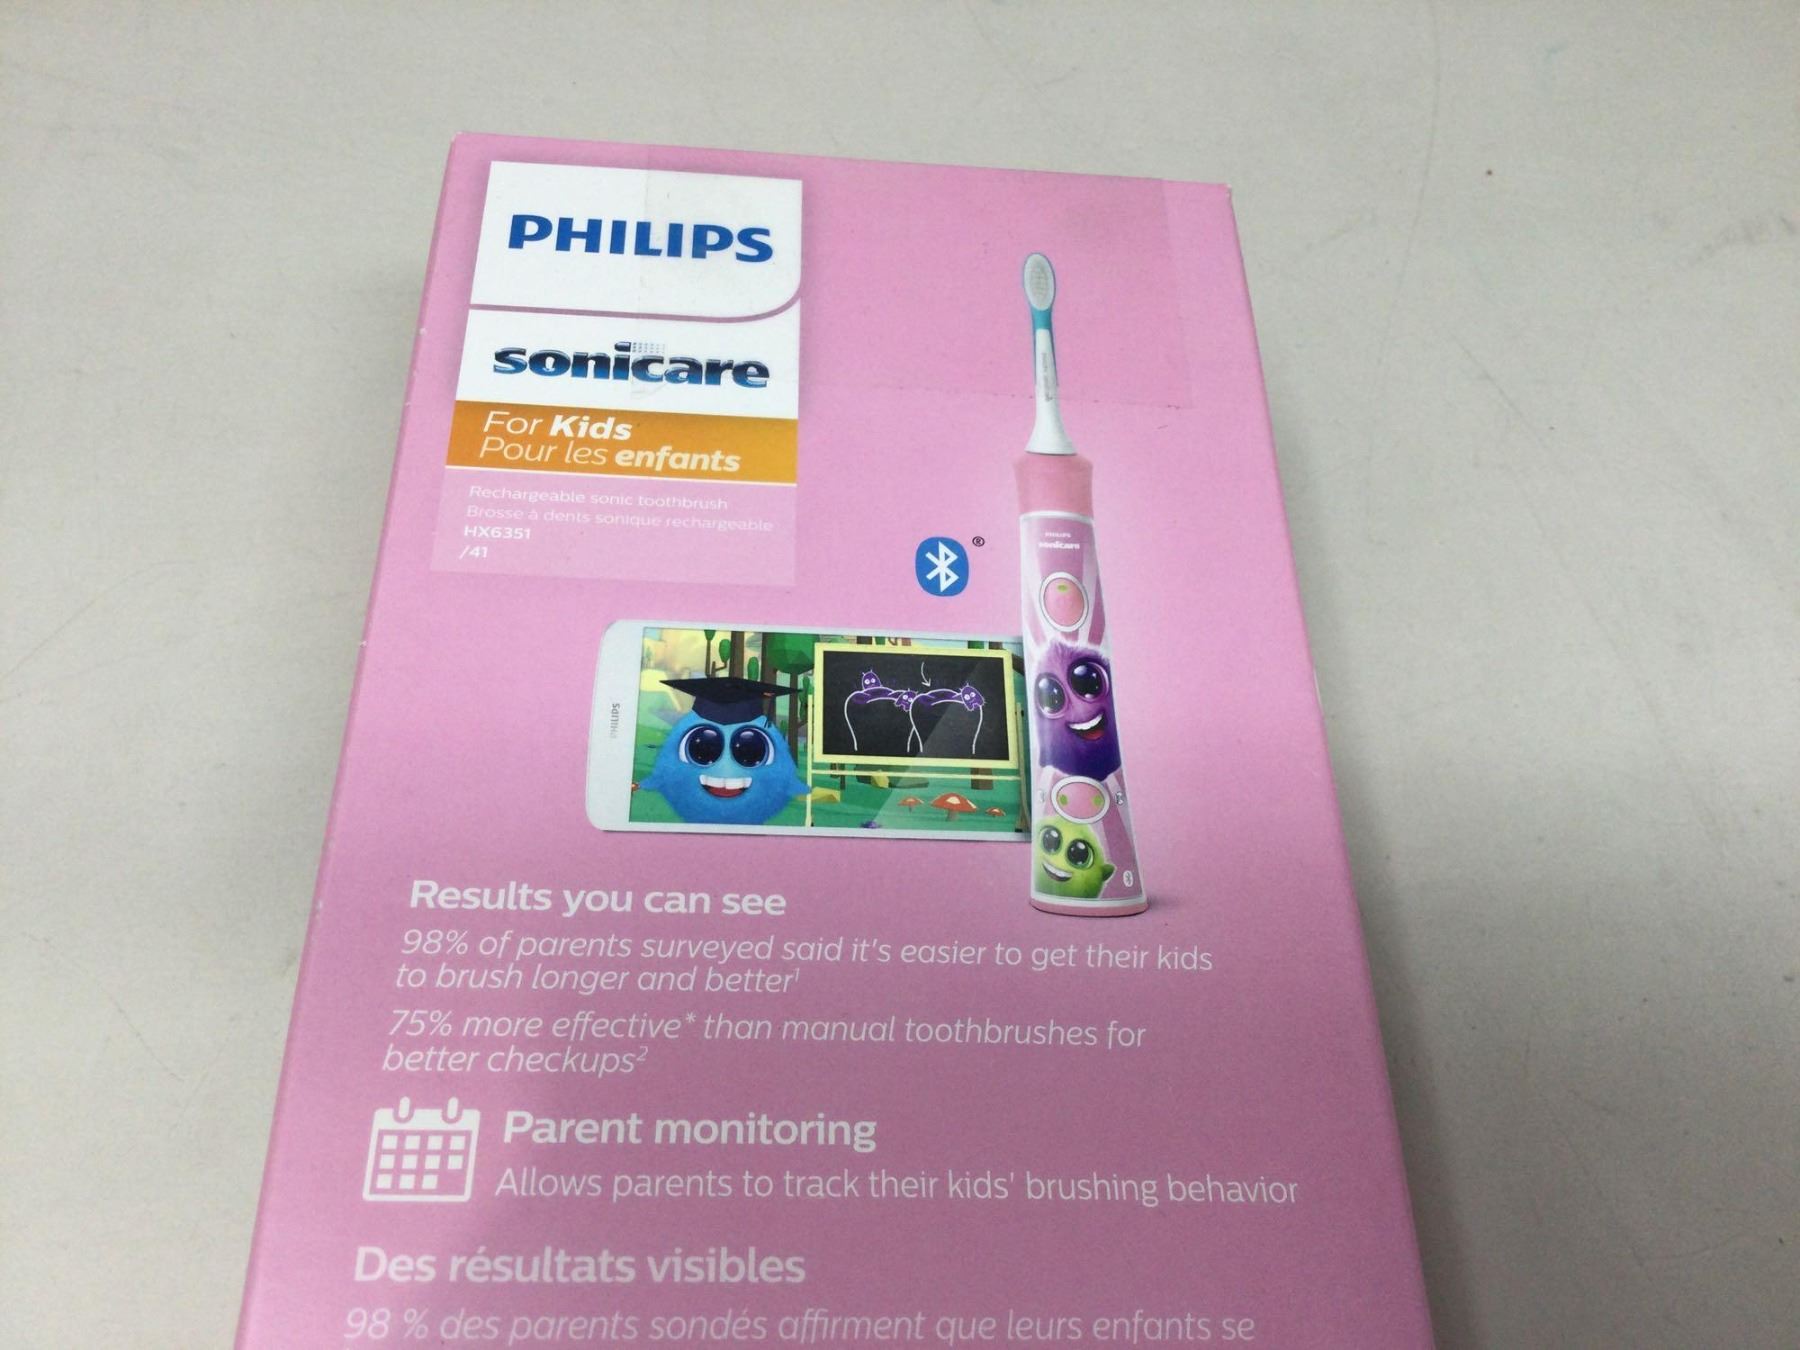 PHILIPS
sonicare
For Kids
Pour les enfants
Rechargeable sonic toothbrush
Brosse à dents sonique rechargeable
HX6351
/41
®
PHILIPS
sonicare
PHILIPS
Results you can see
98% of parents surveyed said it's easier to get their kids
to brush longer and better¹
75% more effective* than manual toothbrushes for
better checkups²
Parent monitoring
Allows parents to track their kids' brushing behavior
Des résultats visibles
98 % des parents sondés affirment que leurs enfants se